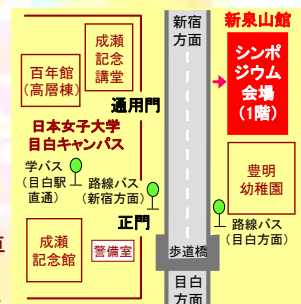 新宿
方面
新泉山館
成瀬
記念
講堂
百年館
(高層棟)
シンポ
ジウム
会場
(1階)
通用門
日本女子大学
目白キャンパス
学バス
(目白駅
直通)
路線バス
(新宿方面)
豊明
幼稚園
正門
路線バス
(目白方面)
成瀬
記念館
警備室
歩道橋
目白
方面